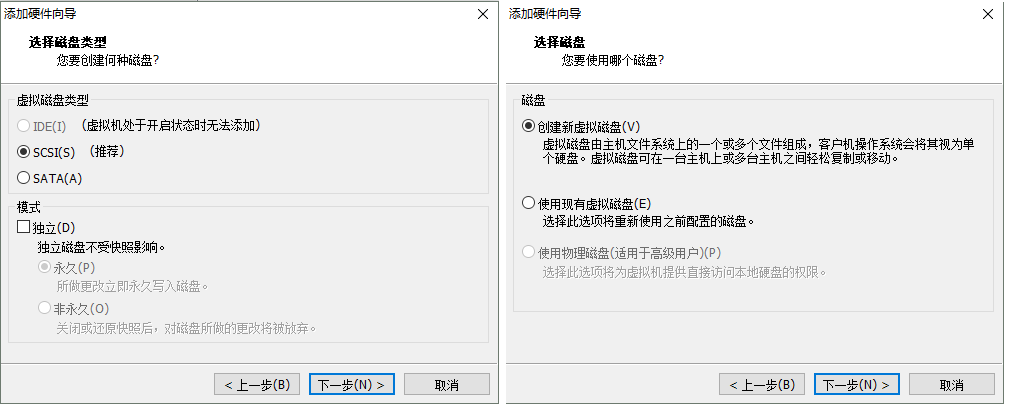 添加硬件向导
选择磁盘类型
您要创建何种磁盘?
虚拟磁盘类型
IDE(I) （虚拟机处于开启状态时无法添加）
SCSI(S) （推荐）
SATA(A)
模式
独立(D)
独立磁盘不受快照影响。
永久(P)
所做更改立即永久写入磁盘。
非永久(O)
关闭或还原快照后，对磁盘所做的更改将被放弃。
< 上一步(B)
下一步(N) >
取消
添加硬件向导
选择磁盘
您要使用哪个磁盘?
磁盘
创建新虚拟磁盘(V)
虚拟磁盘由主机文件系统上的一个或多个文件组成，客户机操作系统会将其视为单
个硬盘。虚拟磁盘可在一台主机上或多台主机之间轻松复制或移动。
使用现有虚拟磁盘(E)
选择此选项将重新使用之前配置的磁盘。
使用物理磁盘(适用于高级用户)(P)
选择此选项将为虚拟机提供直接访问本地硬盘的权限。
< 上一步(B)
下一步(N) >
取消